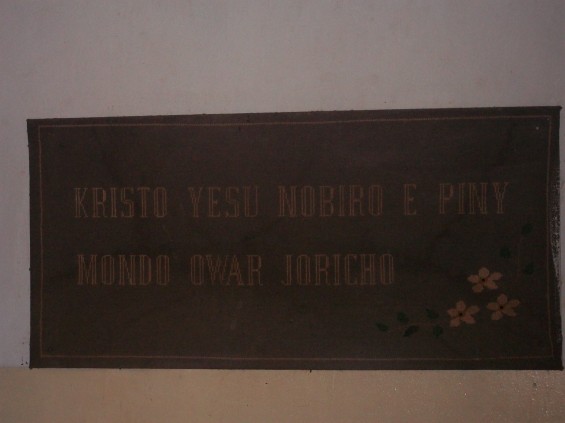 KRISTO YESU NOBIRO E PINY
MONDO OWAR JORICHO